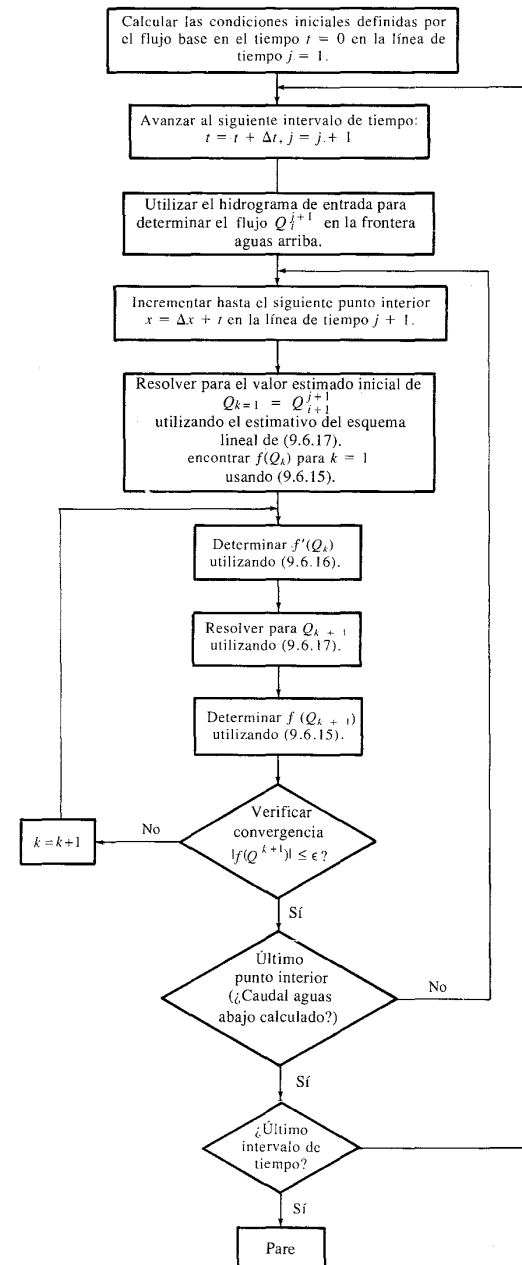 Calcular las condiciones iniciales definidas por
el flujo base en el tiempo t = 0 en la línea de
tiempo j = 1.
Avanzar al siguiente intervalo de tiempo:
t = t + Δt, j = j + 1
Utilizar el hidrograma de entrada para
determinar el flujo Q_i^{j+1} en la frontera
aguas arriba.
Incrementar hasta el siguiente punto interior
x = Δx + t en la línea de tiempo j + 1.
Resolver para el valor estimado inicial de
Q_{k=1} = Q_{i+1}^{j+1}
utilizando el estimativo del esquema
lineal de (9.6.17).
encontrar f(Q_k) para k = 1
usando (9.6.15).
Determinar f'(Q_k)
utilizando (9.6.16).
Resolver para Q_{k + 1}
utilizando (9.6.17).
Determinar f (Q_{k + 1})
utilizando (9.6.15).
Verificar
convergencia
|f(Q^{k+1})| ≤ ϵ?
No
k = k+1
Sí
Último
punto interior
(¿Caudal aguas
abajo calculado?)
No
Sí
¿Último
intervalo de
tiempo?
Sí
Pare